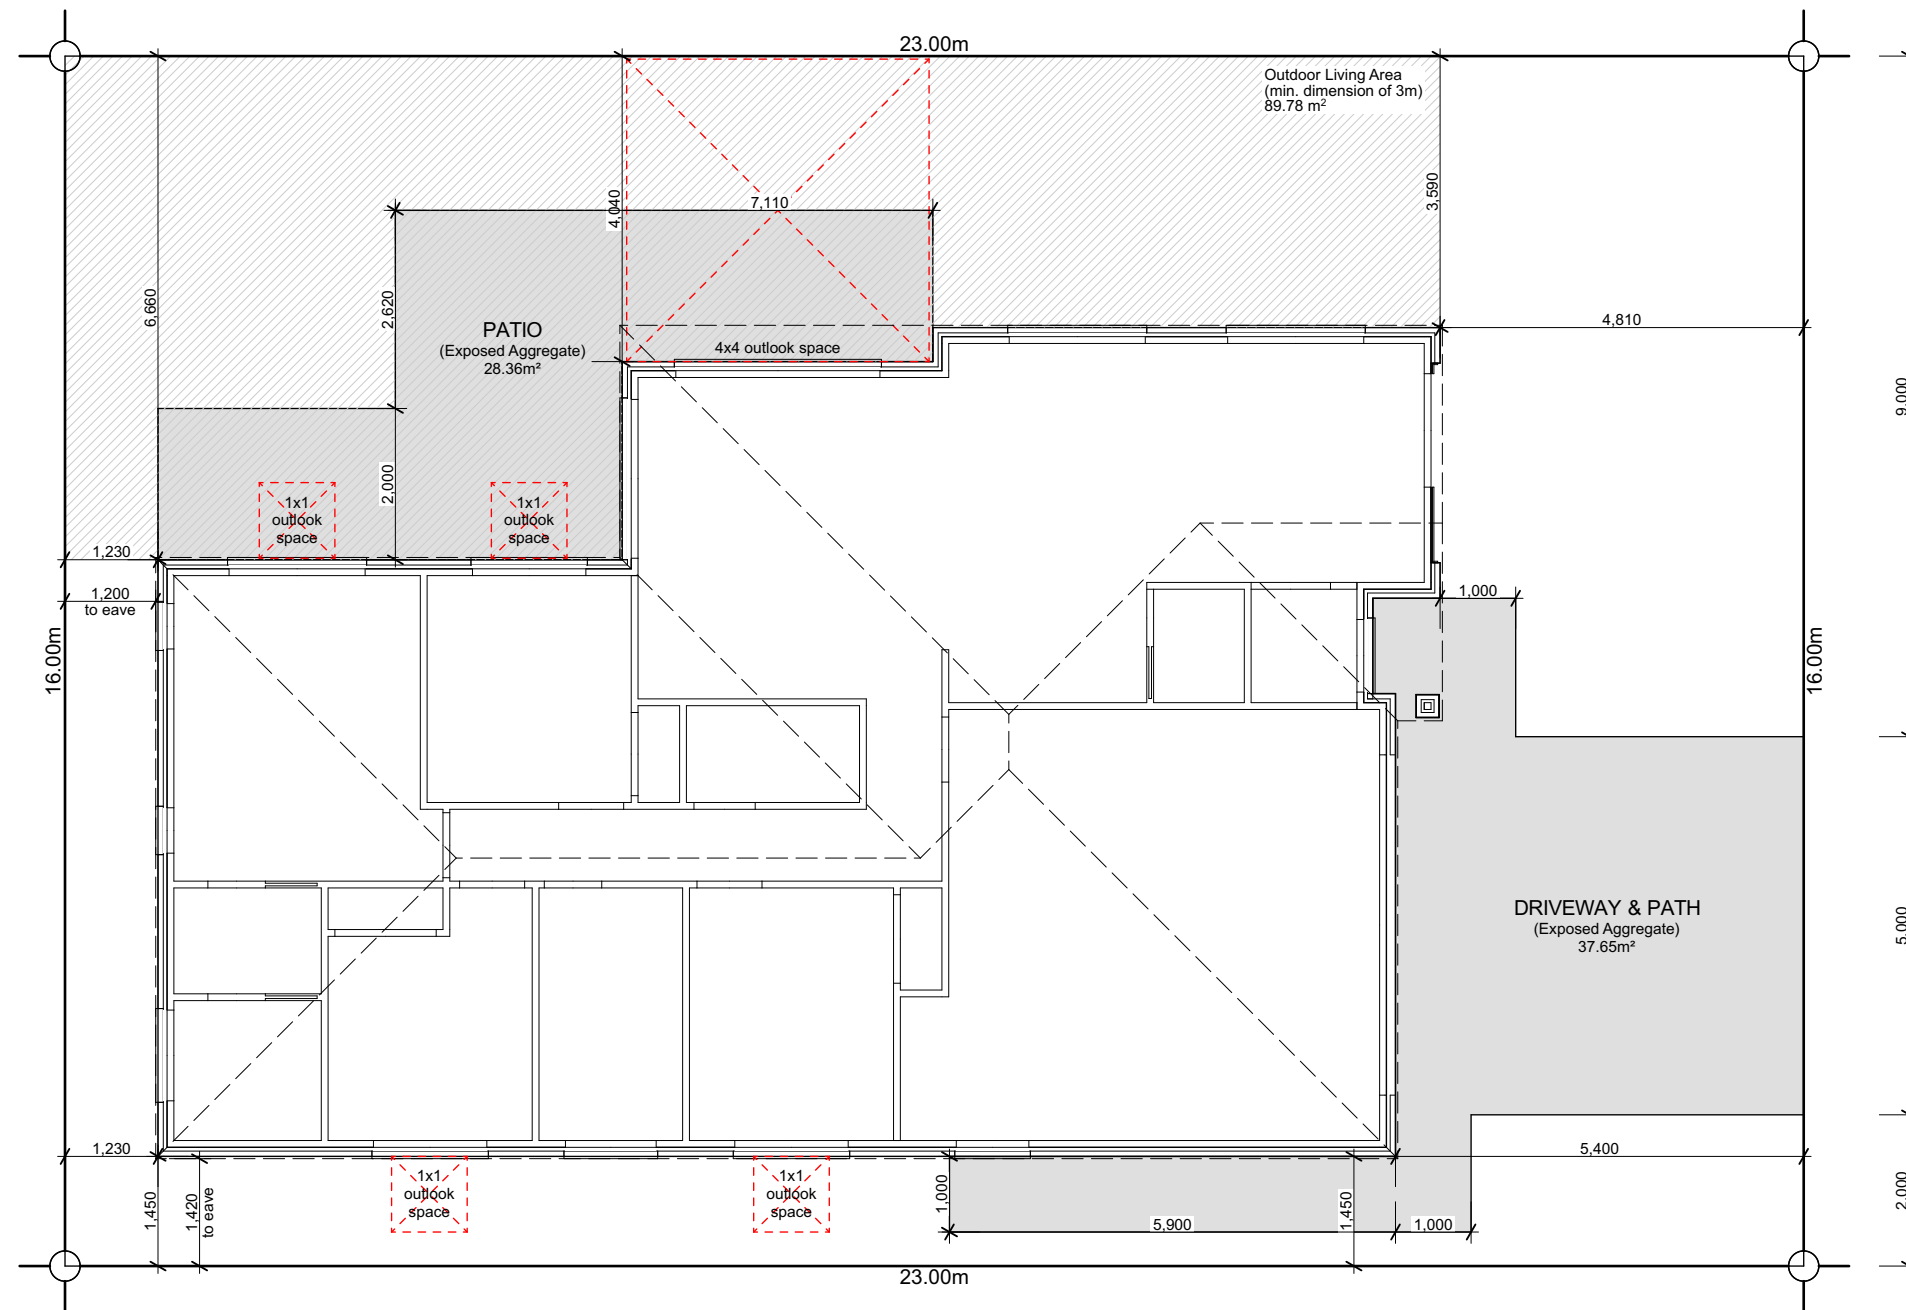 23.00m
Outdoor Living Area
(min. dimension of 3m)
89.78 m²
6,660
4,040
7,110
3,590
2,620
PATIO
(Exposed Aggregate)
28.36m²
4x4 outlook space
4,810
9.000
2,000
1x1
outlook
space
1x1
outlook
space
1,230
1,200
to eave
1,000
16.00m
16.00m
DRIVEWAY & PATH
(Exposed Aggregate)
37.65m²
5.000
1,230
5,400
1,450
1,420
to eave
1x1
outlook
space
1x1
outlook
space
1,000
5,900
1,450
1,000
2.000
23.00m